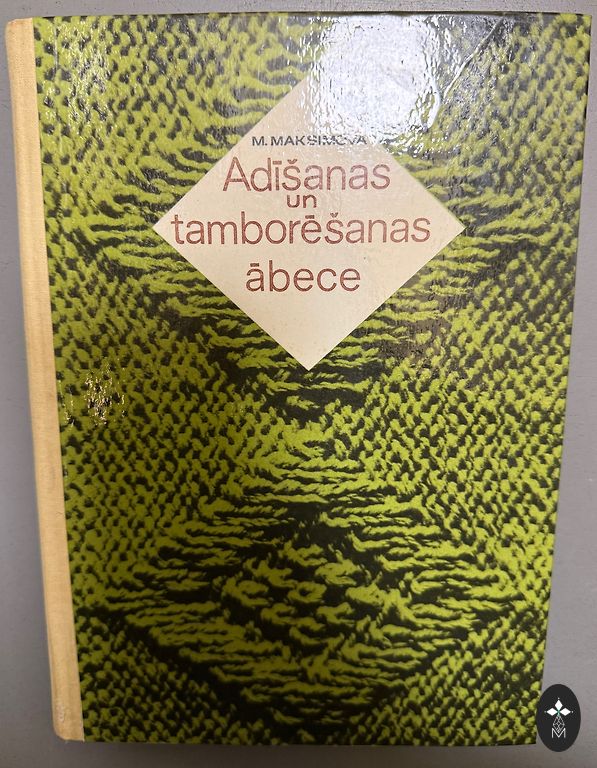 M. MAKSIMOVA
Adīšanas
un
tamborēšanas
ābece